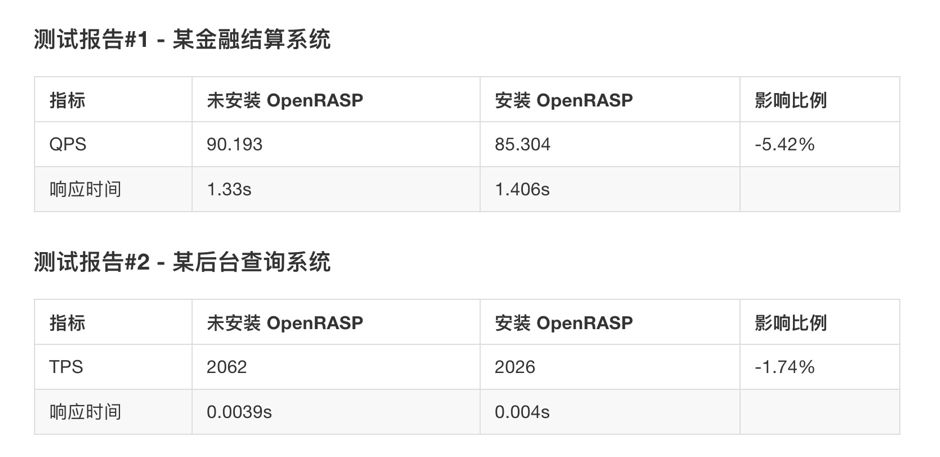 测试报告#1 - 某金融结算系统
指标 未安装 OpenRASP 安装 OpenRASP 影响比例
QPS 90.193 85.304 -5.42%
响应时间 1.33s 1.406s
测试报告#2 - 某后台查询系统
指标 未安装 OpenRASP 安装 OpenRASP 影响比例
TPS 2062 2026 -1.74%
响应时间 0.0039s 0.004s